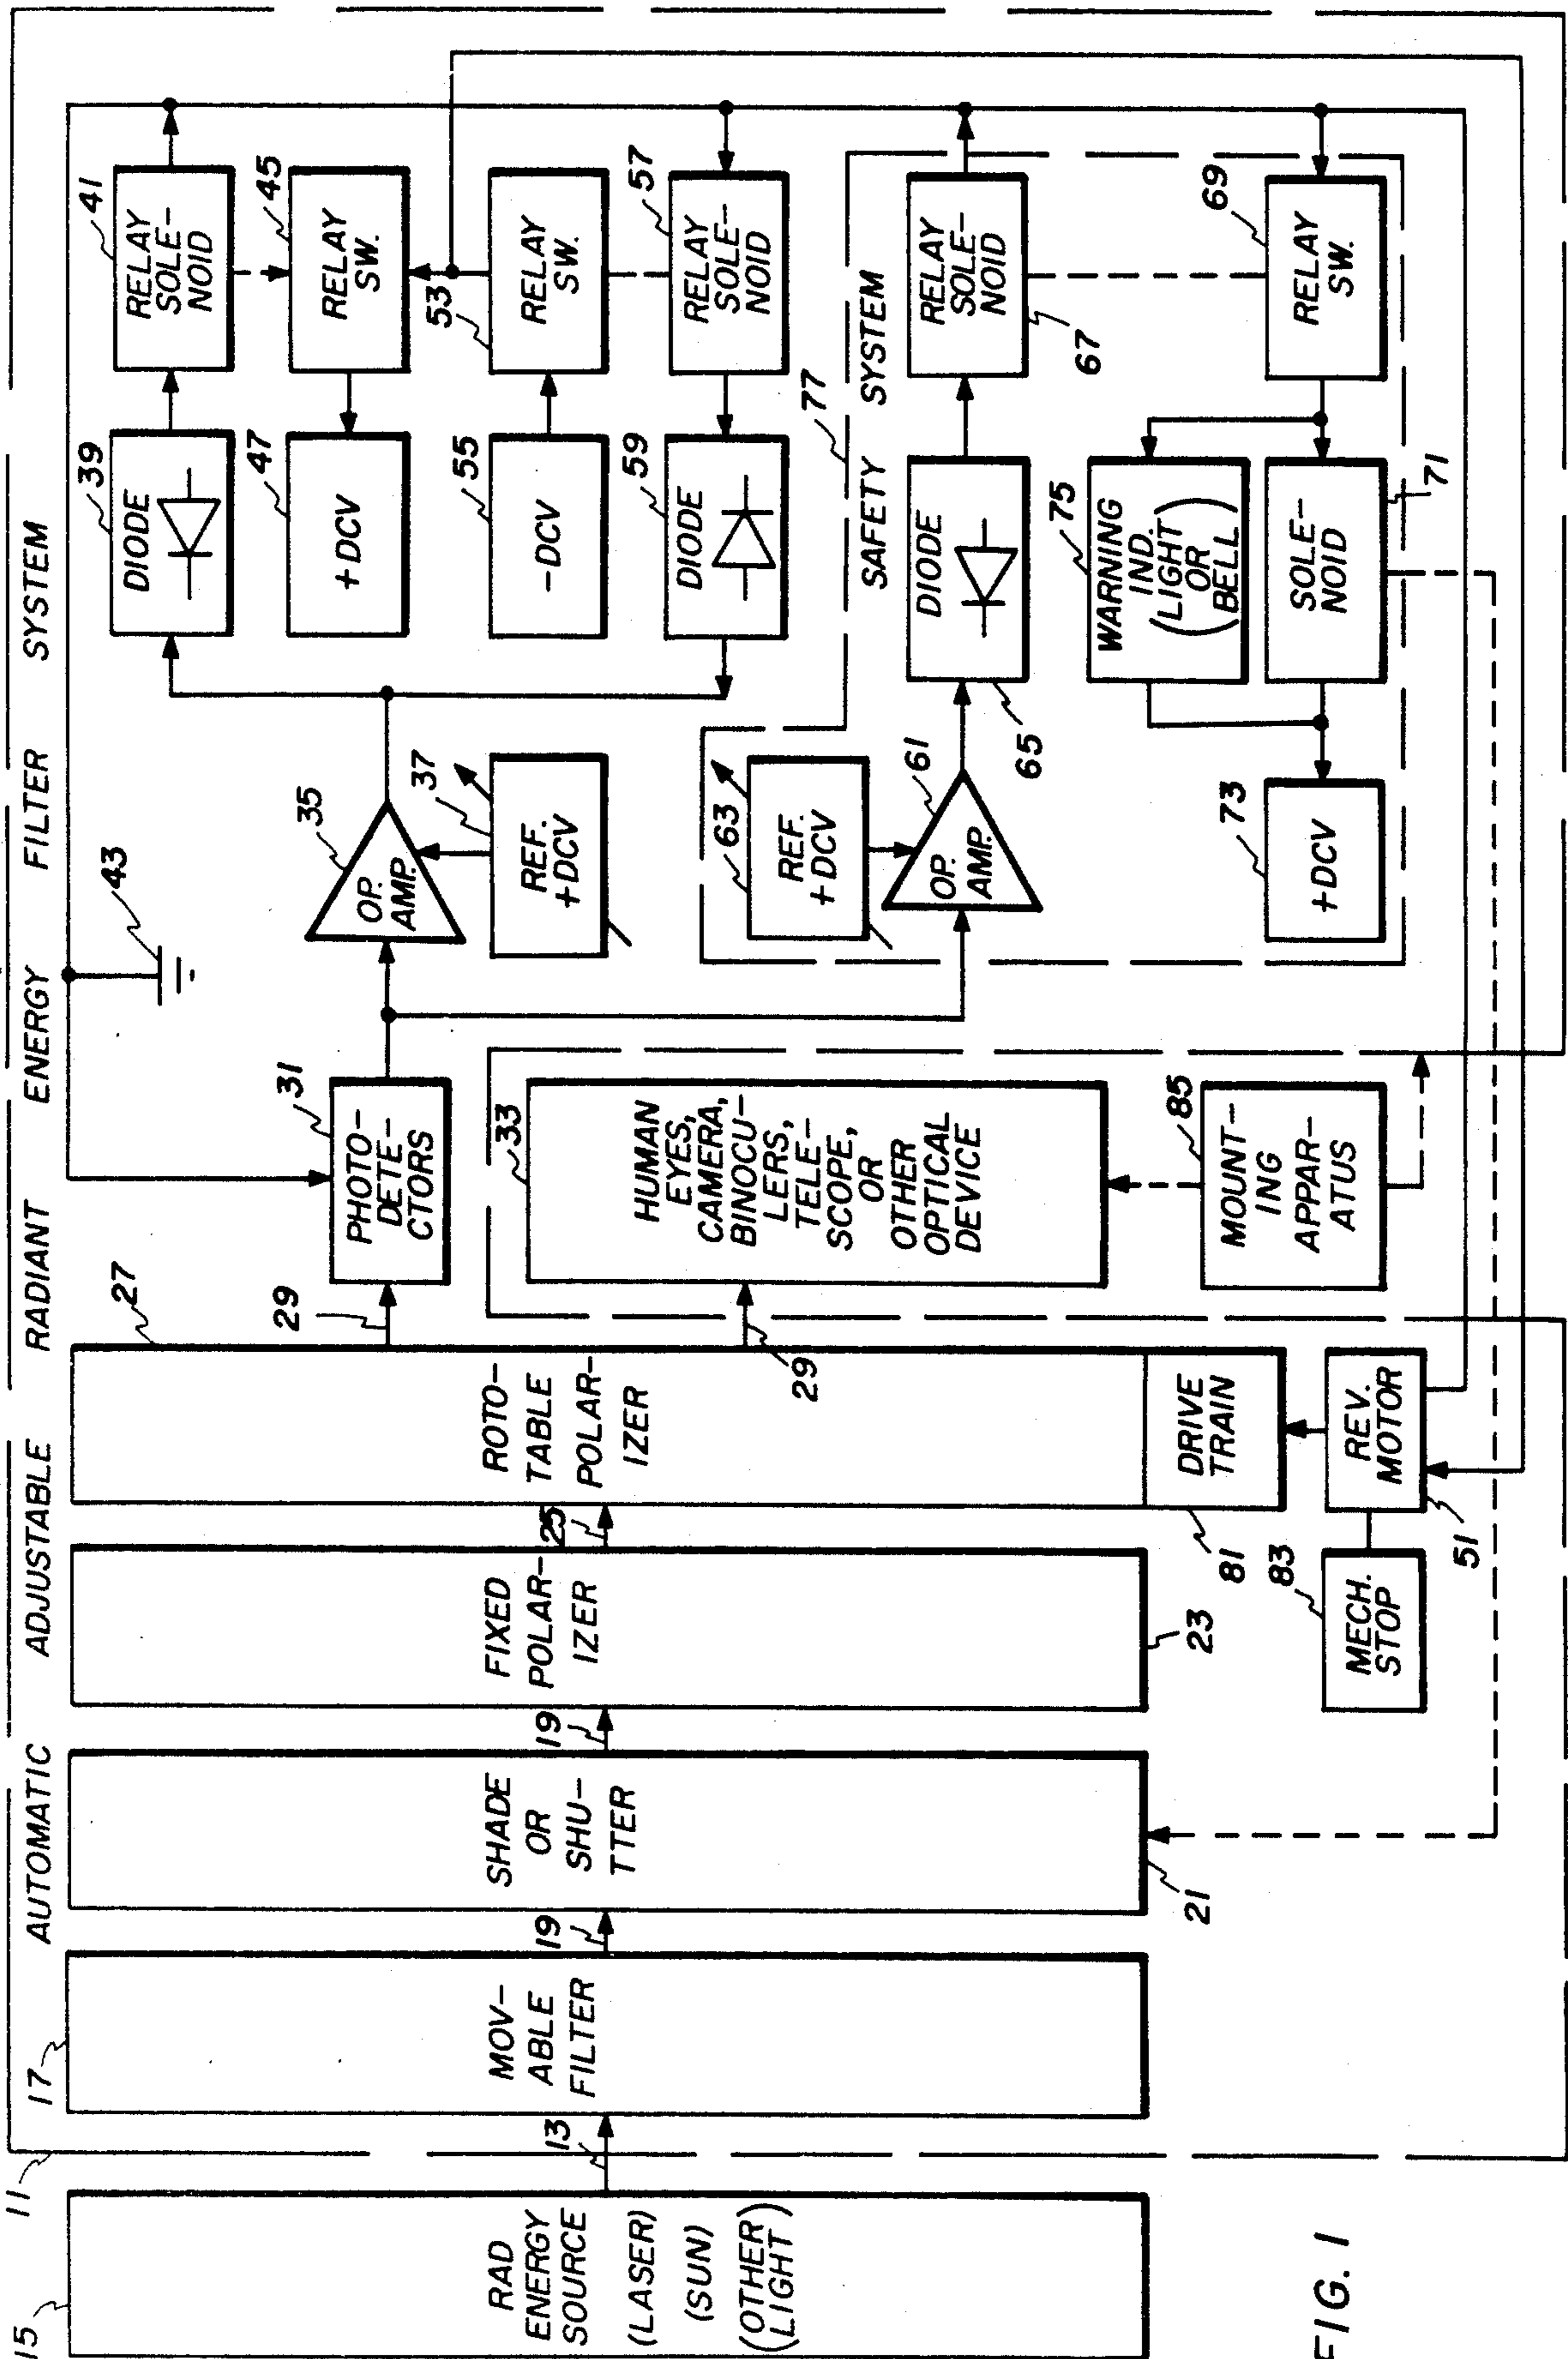 AUTOMATIC ADJUSTABLE RADIANT ENERGY FILTER SYSTEM
11
15
RAD
ENERGY
SOURCE
(LASER)
(SUN)
(OTHER)
(LIGHT)
13
17
MOV-
ABLE
FILTER
19
SHADE
OR
SHU-
TTER
21
19
FIXED
POLAR-
IZER
23
25
ROTO-
TABLE
POLAR-
IZER
27
DRIVE
TRAIN
81
REV.
MOTOR
51
MECH.
STOP
83
29
29
PHOTO-
DETE-
CTORS
31
33
HUMAN
EYES,
CAMERA,
BINOCU-
LERS,
TELE-
SCOPE,
OR
OTHER
OPTICAL
DEVICE
MOUNT-
ING
APPAR-
ATUS
85
43
OP.
AMP.
35
REF.
+DCV
37
DIODE
39
RELAY
SOLE-
NOID
41
+DCV
47
RELAY
SW.
45
-DCV
55
RELAY
SW.
53
DIODE
59
RELAY
SOLE-
NOID
57
SAFETY SYSTEM
77
REF.
+DCV
63
OP.
AMP.
61
DIODE
65
RELAY
SOLE-
NOID
67
WARNING
IND.
(LIGHT
OR
BELL)
75
SOLE-
NOID
71
RELAY
SW.
69
+DCV
73
FIG. 1